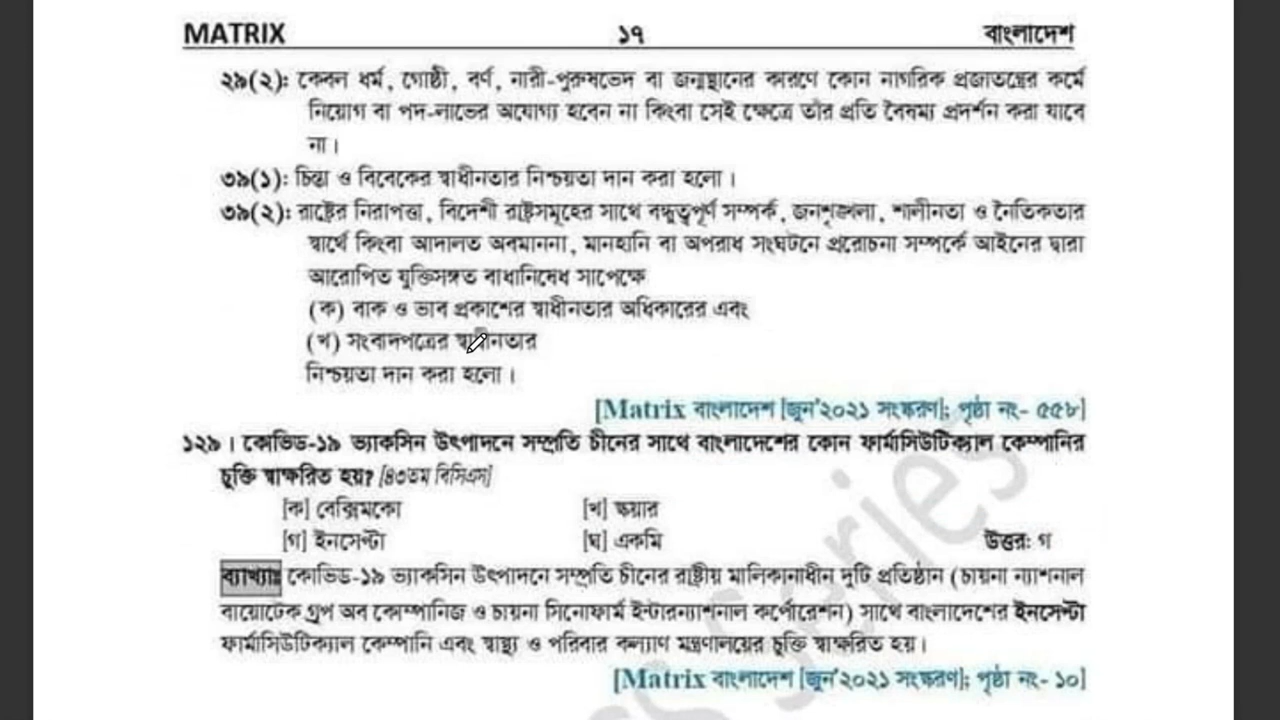 MATRIX ১৭ বাংলাদেশ
২৯(২): কেবল ধর্ম, গোষ্ঠী, বর্ণ, নারী-পুরুষভেদ বা জন্মস্থানের কারণে কোন নাগরিক প্রজাতন্ত্রের কর্মে
নিয়োগ বা পদ-লাভের অযোগ্য হবেন না কিংবা সেই ক্ষেত্রে তাঁর প্রতি বৈষম্য প্রদর্শন করা যাবে
না।
৩৯(১): চিন্তা ও বিবেকের স্বাধীনতার নিশ্চয়তা দান করা হলো।
৩৯(২): রাষ্ট্রের নিরাপত্তা, বিদেশী রাষ্ট্রসমূহের সাথে বন্ধুত্বপূর্ণ সম্পর্ক, জনশৃঙ্খলা, শালীনতা ও নৈতিকতার
স্বার্থে কিংবা আদালত অবমাননা, মানহানি বা অপরাধ সংঘটনে প্ররোচনা সম্পর্কে আইনের দ্বারা
আরোপিত যুক্তিসঙ্গত বাধানিষেধ সাপেক্ষে
(ক) বাক ও ভাব প্রকাশের স্বাধীনতার অধিকারের এবং
(খ) সংবাদপত্রের স্বাধীনতার
নিশ্চয়তা দান করা হলো।
[Matrix বাংলাদেশ [জুন'২০২১ সংস্করণ]; পৃষ্ঠা নং- ৫৫৮]
১২৯। কোভিড-১৯ ভ্যাকসিন উৎপাদনে সম্প্রতি চীনের সাথে বাংলাদেশের কোন ফার্মাসিউটিক্যাল কোম্পানির
চুক্তি স্বাক্ষরিত হয়? [৪৩তম বিসিএস]
[ক] বেক্সিমকো [খ] স্কয়ার
[গ] ইনসেপ্টা [ঘ] একমি উত্তর: গ
ব্যাখ্যাঃ কোভিড-১৯ ভ্যাকসিন উৎপাদনে সম্প্রতি চীনের রাষ্ট্রীয় মালিকানাধীন দুটি প্রতিষ্ঠান (চায়না ন্যাশনাল
বায়োটেক গ্রুপ অব কোম্পানিজ ও চায়না সিনোফার্ম ইন্টারন্যাশনাল কর্পোরেশন) সাথে বাংলাদেশের ইনসেপ্টা
ফার্মাসিউটিক্যাল কোম্পানি এবং স্বাস্থ্য ও পরিবার কল্যাণ মন্ত্রণালয়ের চুক্তি স্বাক্ষরিত হয়।
[Matrix বাংলাদেশ [জুন'২০২১ সংস্করণ]; পৃষ্ঠা নং- ১০]
Series